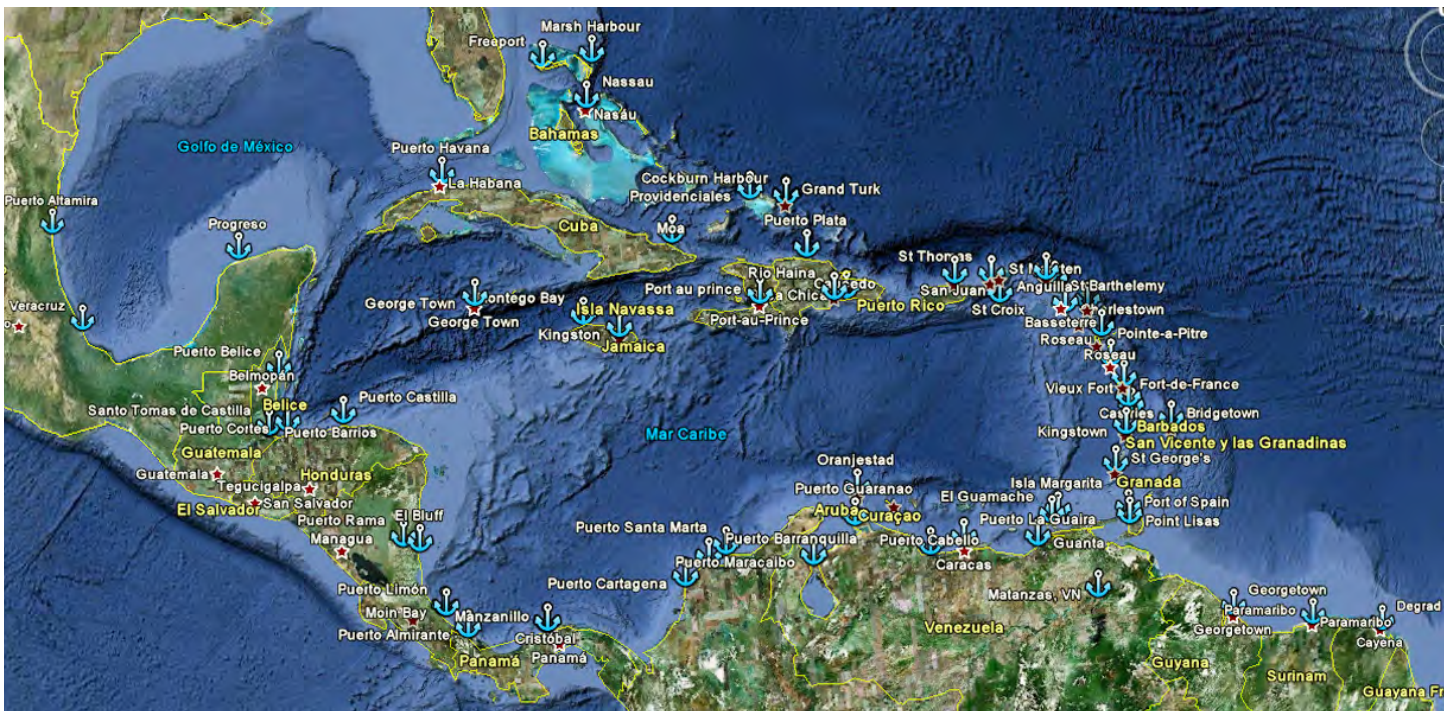 Marsh Harbour
Freeport
Nassau
Nasáu
Bahamas
Golfo de México
Puerto Havana
La Habana
Cockburn Harbour
Providenciales
Grand Turk
Puerto Altamira
Progreso
Cuba
Moa
Puerto Plata
St Thomas
Rio Haina
San Juan
Anguilla
St Barthelemy
Port au prince
Puerto Rico
St Croix
George Town
Montego Bay
Isla Navassa
George Town
Port-au-Prince
Basseterre
Veracruz
Kingston
Jamaica
Pointe-a-Pitre
Roseau
Roseau
Puerto Belice
Belmopán
Vieux Fort
Fort-de-France
Puerto Castilla
Belice
Santo Tomas de Castilla
Castries
Bridgetown
Barbados
Puerto Cortes
Puerto Barrios
Mar Caribe
Kingstown
San Vicente y las Granadinas
Guatemala
St George's
Guatemala
Honduras
Tegucigalpa
Oranjestad
Granada
Isla Margarita
Puerto Guaranao
El Guamache
San Salvador
El Salvador
Port of Spain
Aruba
Curaçao
Puerto Rama
El Bluff
Puerto La Guaira
Point Lisas
Puerto Santa Marta
Managua
Puerto Barranquilla
Puerto Cabello
Guanta
Puerto Maracaibo
Caracas
Puerto Cartagena
Puerto Limón
Matanzas, VN
Georgetown
Moin Bay
Manzanillo
Paramaribo
Degrad
Puerto Almirante
Cristóbal
Georgetown
Paramaribo
Venezuela
Cayena
Panamá
Panamá
Guyana
Surinam
Guayana Fr